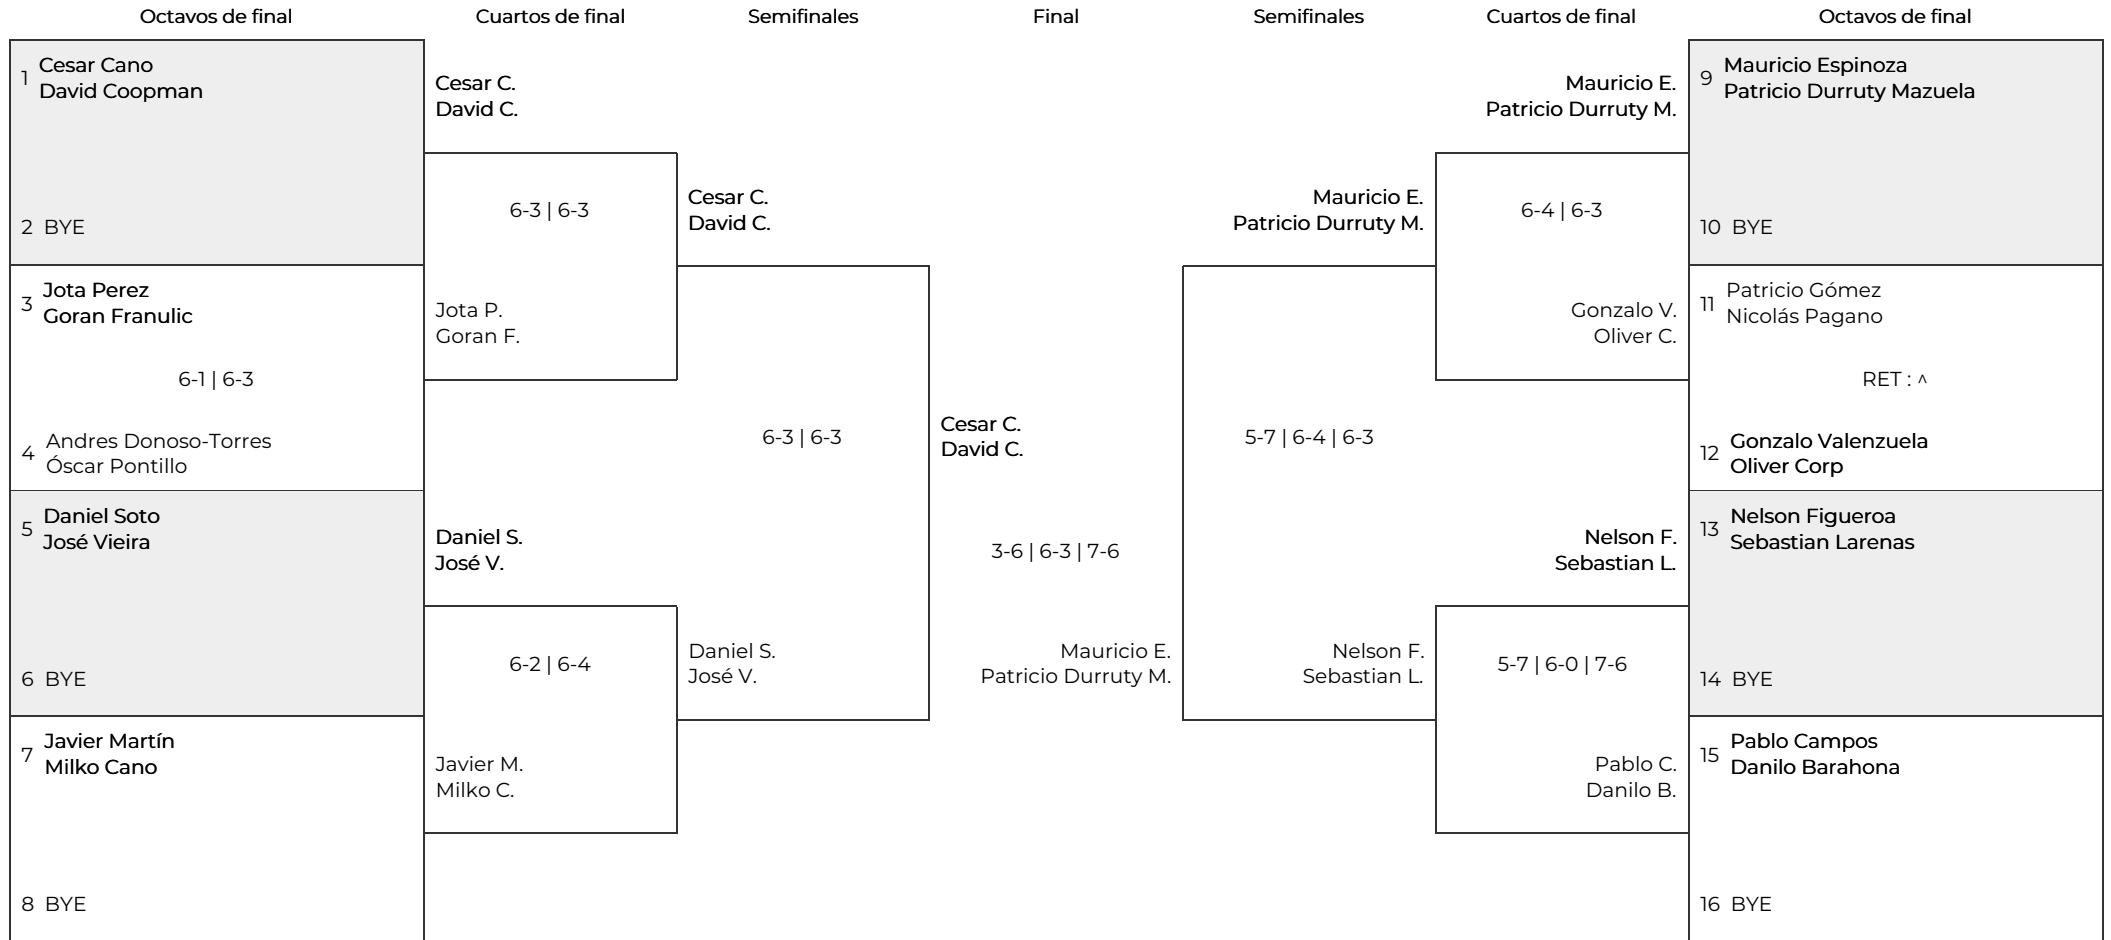 Octavos de final
Cuartos de final
Semifinales
Final
Semifinales
Cuartos de final
Octavos de final
1
Cesar Cano
David Coopman
2 BYE
3
Jota Perez
Goran Franulic
6-1 | 6-3
4
Andres Donoso-Torres
Óscar Pontillo
5
Daniel Soto
José Vieira
6 BYE
7
Javier Martín
Milko Cano
8 BYE
Cesar C.
David C.
6-3 | 6-3
Jota P.
Goran F.
Daniel S.
José V.
6-2 | 6-4
Javier M.
Milko C.
Cesar C.
David C.
6-3 | 6-3
Daniel S.
José V.
Cesar C.
David C.
3-6 | 6-3 | 7-6
Mauricio E.
Patricio Durruty M.
Mauricio E.
Patricio Durruty M.
5-7 | 6-4 | 6-3
Nelson F.
Sebastian L.
Mauricio E.
Patricio Durruty M.
6-4 | 6-3
Gonzalo V.
Oliver C.
Nelson F.
Sebastian L.
5-7 | 6-0 | 7-6
Pablo C.
Danilo B.
9
Mauricio Espinoza
Patricio Durruty Mazuela
10 BYE
11
Patricio Gómez
Nicolás Pagano
RET : ^
12
Gonzalo Valenzuela
Oliver Corp
13
Nelson Figueroa
Sebastian Larenas
14 BYE
15
Pablo Campos
Danilo Barahona
16 BYE